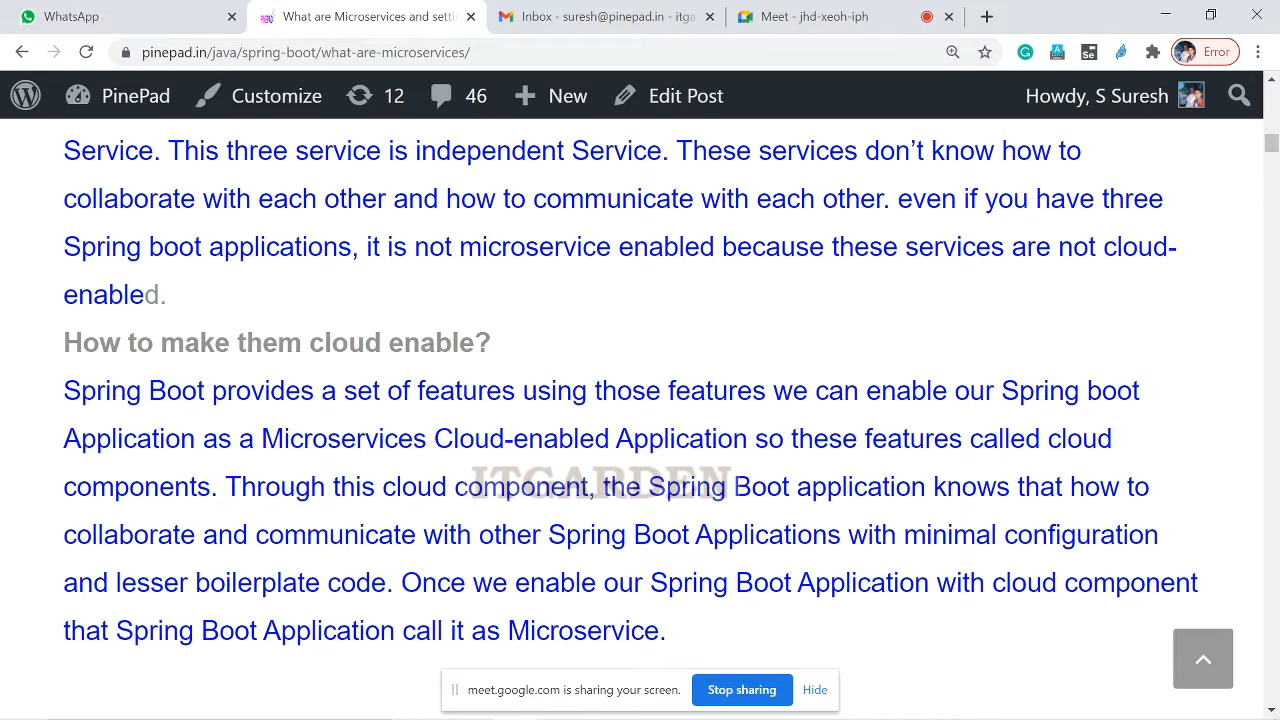 WhatsApp
What are Microservices and setti
Inbox - suresh@pinepad.in - itga
Meet - jhd-xeoh-iph
pinepad.in/java/spring-boot/what-are-microservices/
Error
PinePad
Customize
12
46
New
Edit Post
Howdy, S Suresh
Service. This three service is independent Service. These services don’t know how to
collaborate with each other and how to communicate with each other. even if you have three
Spring boot applications, it is not microservice enabled because these services are not cloud-
enabled.
How to make them cloud enable?
Spring Boot provides a set of features using those features we can enable our Spring boot
Application as a Microservices Cloud-enabled Application so these features called cloud
components. Through this cloud component, the Spring Boot application knows that how to
ITGARDEN
collaborate and communicate with other Spring Boot Applications with minimal configuration
and lesser boilerplate code. Once we enable our Spring Boot Application with cloud component
that Spring Boot Application call it as Microservice.
meet.google.com is sharing your screen.
Stop sharing
Hide